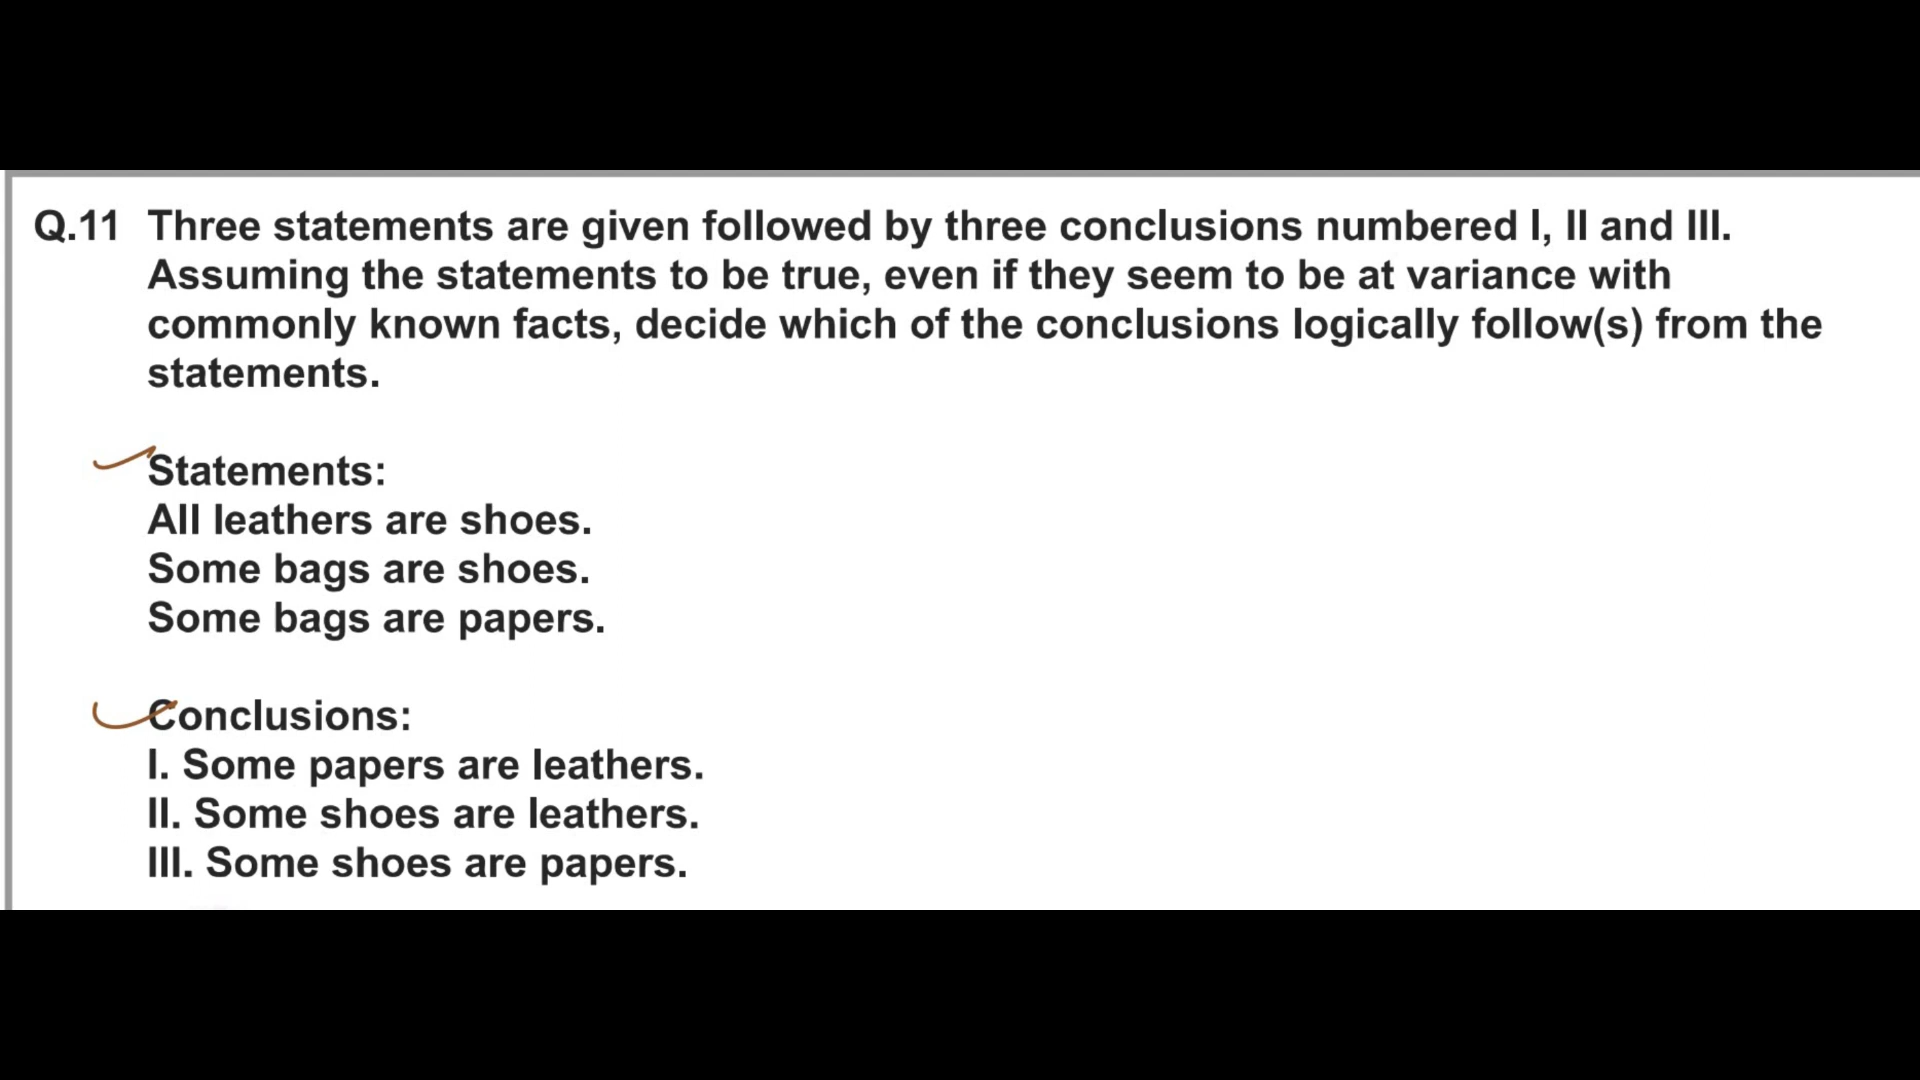 Q.11 Three statements are given followed by three conclusions numbered I, II and III.
Assuming the statements to be true, even if they seem to be at variance with
commonly known facts, decide which of the conclusions logically follow(s) from the
statements.
Statements:
All leathers are shoes.
Some bags are shoes.
Some bags are papers.
Conclusions:
I. Some papers are leathers.
II. Some shoes are leathers.
III. Some shoes are papers.